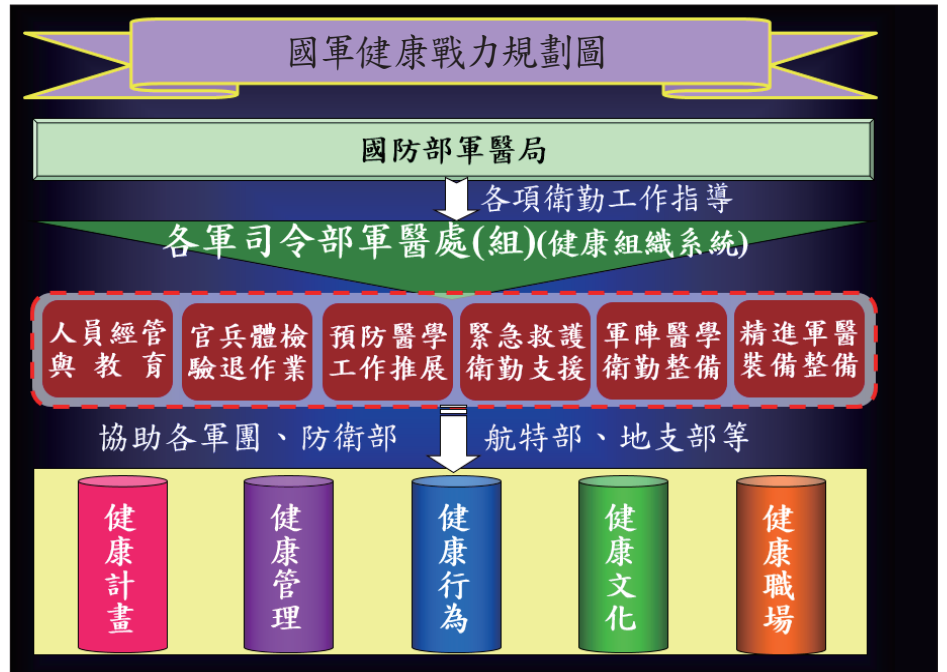 國軍健康戰力規劃圖
國防部軍醫局
各項衛勤工作指導
各軍司令部軍醫處(組)(健康組織系統)
人員經管
與教育
官兵體檢
驗退作業
預防醫學
工作推展
緊急救護
衛勤支援
軍陣醫學
衛勤整備
精進軍醫
裝備整備
協助各軍團、防衛部
航特部、地支部等
健康計畫
健康管理
健康行為
健康文化
健康職場